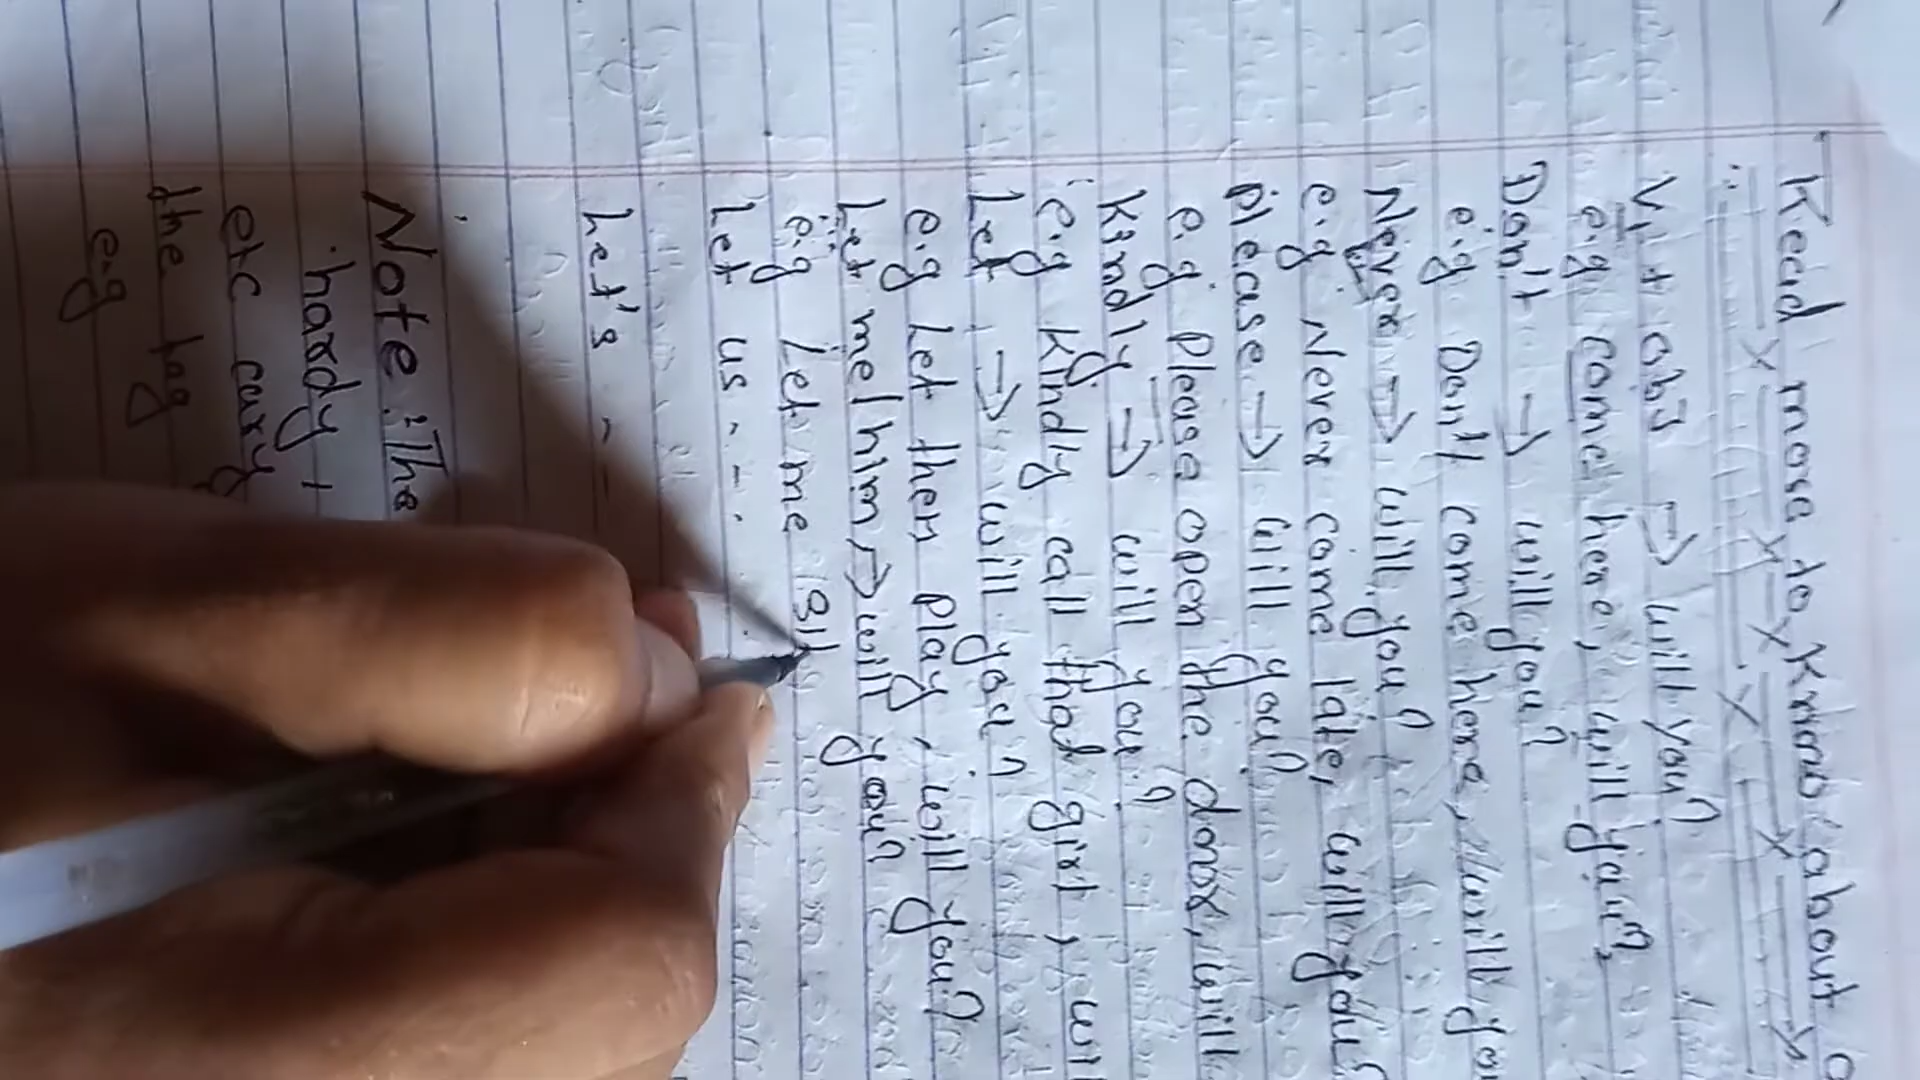 Read more to know about
V1 + obj → will you?
e.g come here, will you?
Don't → will you?
e.g Don't come here, will you
Never → will you?
e.g Never come late, will you?
please → will you?
e.g please open the door, will
kindly → will you?
e.g kindly call that girl, wil
Let → will you?
e.g Let them play, will you?
Let me/him → will you?
e.g Let me
Let us - - -
Let's - -
Note: The
hardly,
etc cary
the tag
e.g